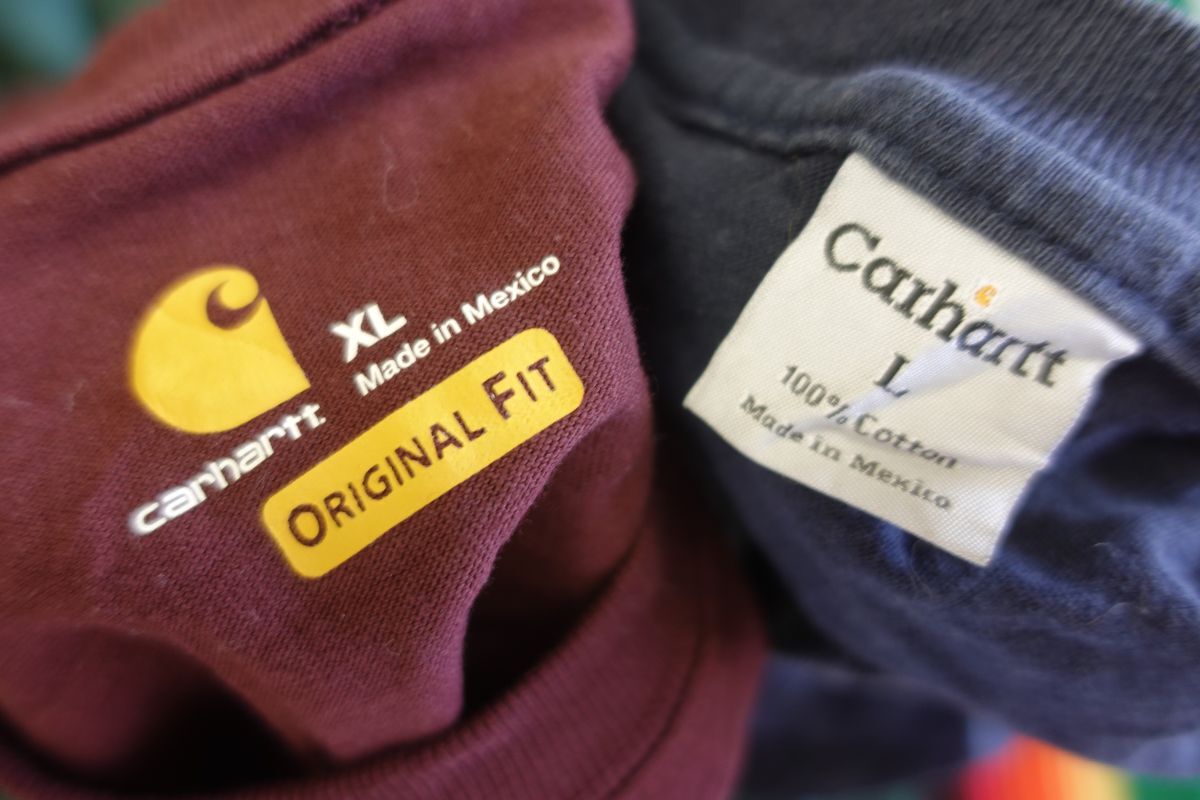 carhartt
XL
Made in Mexico
ORIGINAL FIT
Carhartt
L
100% Cotton
Made in Mexico